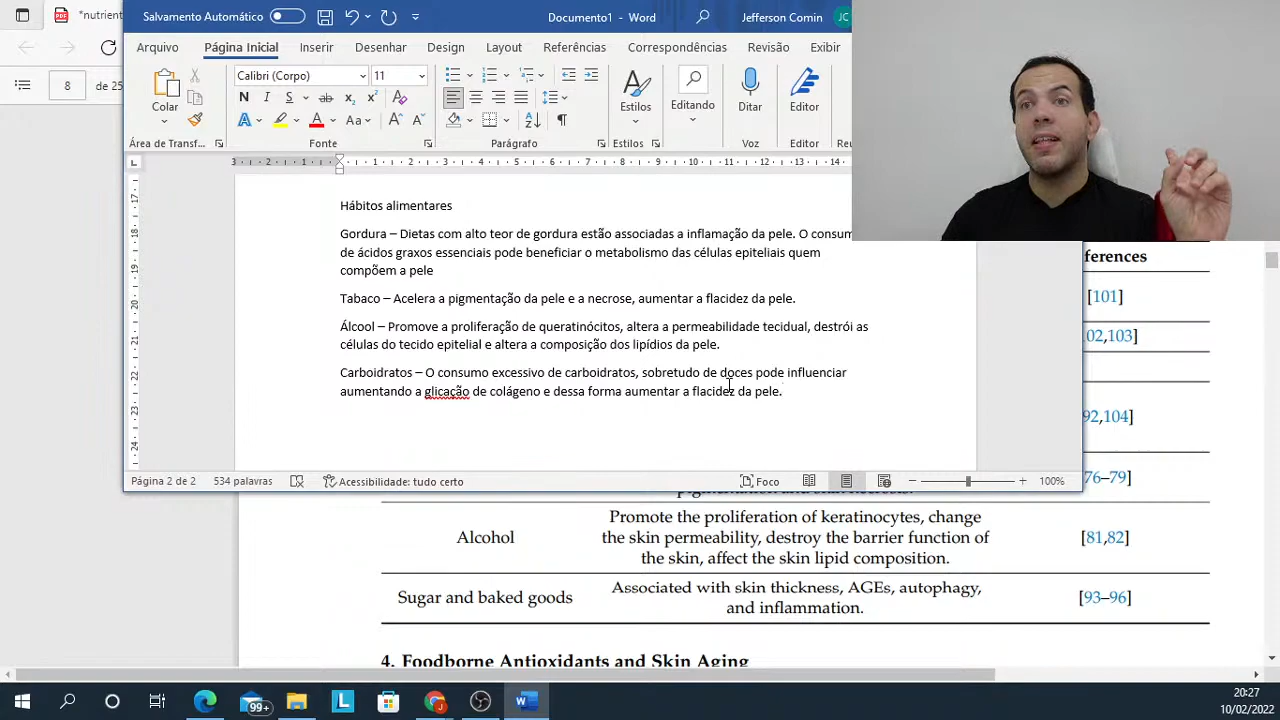 *nutrient
Salvamento Automático
Documento1 - Word
Jefferson Comin
JC
Arquivo
Página Inicial
Inserir
Desenhar
Design
Layout
Referências
Correspondências
Revisão
Exibir
8
de 25
Colar
Calibri (Corpo)
11
Estilos
Editando
Ditar
Editor
Área de Transf...
Fonte
Parágrafo
Estilos
Voz
Hábitos alimentares
Gordura – Dietas com alto teor de gordura estão associadas a inflamação da pele. O consum
de ácidos graxos essenciais pode beneficiar o metabolismo das células epiteliais quem
compõem a pele
Tabaco – Acelera a pigmentação da pele e a necrose, aumentar a flacidez da pele.
Álcool – Promove a proliferação de queratinócitos, altera a permeabilidade tecidual, destrói as
células do tecido epitelial e altera a composição dos lipídios da pele.
Carboidratos – O consumo excessivo de carboidratos, sobretudo de doces pode influenciar
aumentando a glicação de colágeno e dessa forma aumentar a flacidez da pele.
Página 2 de 2
534 palavras
Acessibilidade: tudo certo
Foco
100%
ferences
[101]
02,103]
92,104]
76–79]
Alcohol
Promote the proliferation of keratinocytes, change
the skin permeability, destroy the barrier function of
the skin, affect the skin lipid composition.
[81,82]
Sugar and baked goods
Associated with skin thickness, AGEs, autophagy,
and inflammation.
[93–96]
4. Foodborne Antioxidants and Skin Aging
99+
20:27
10/02/2022